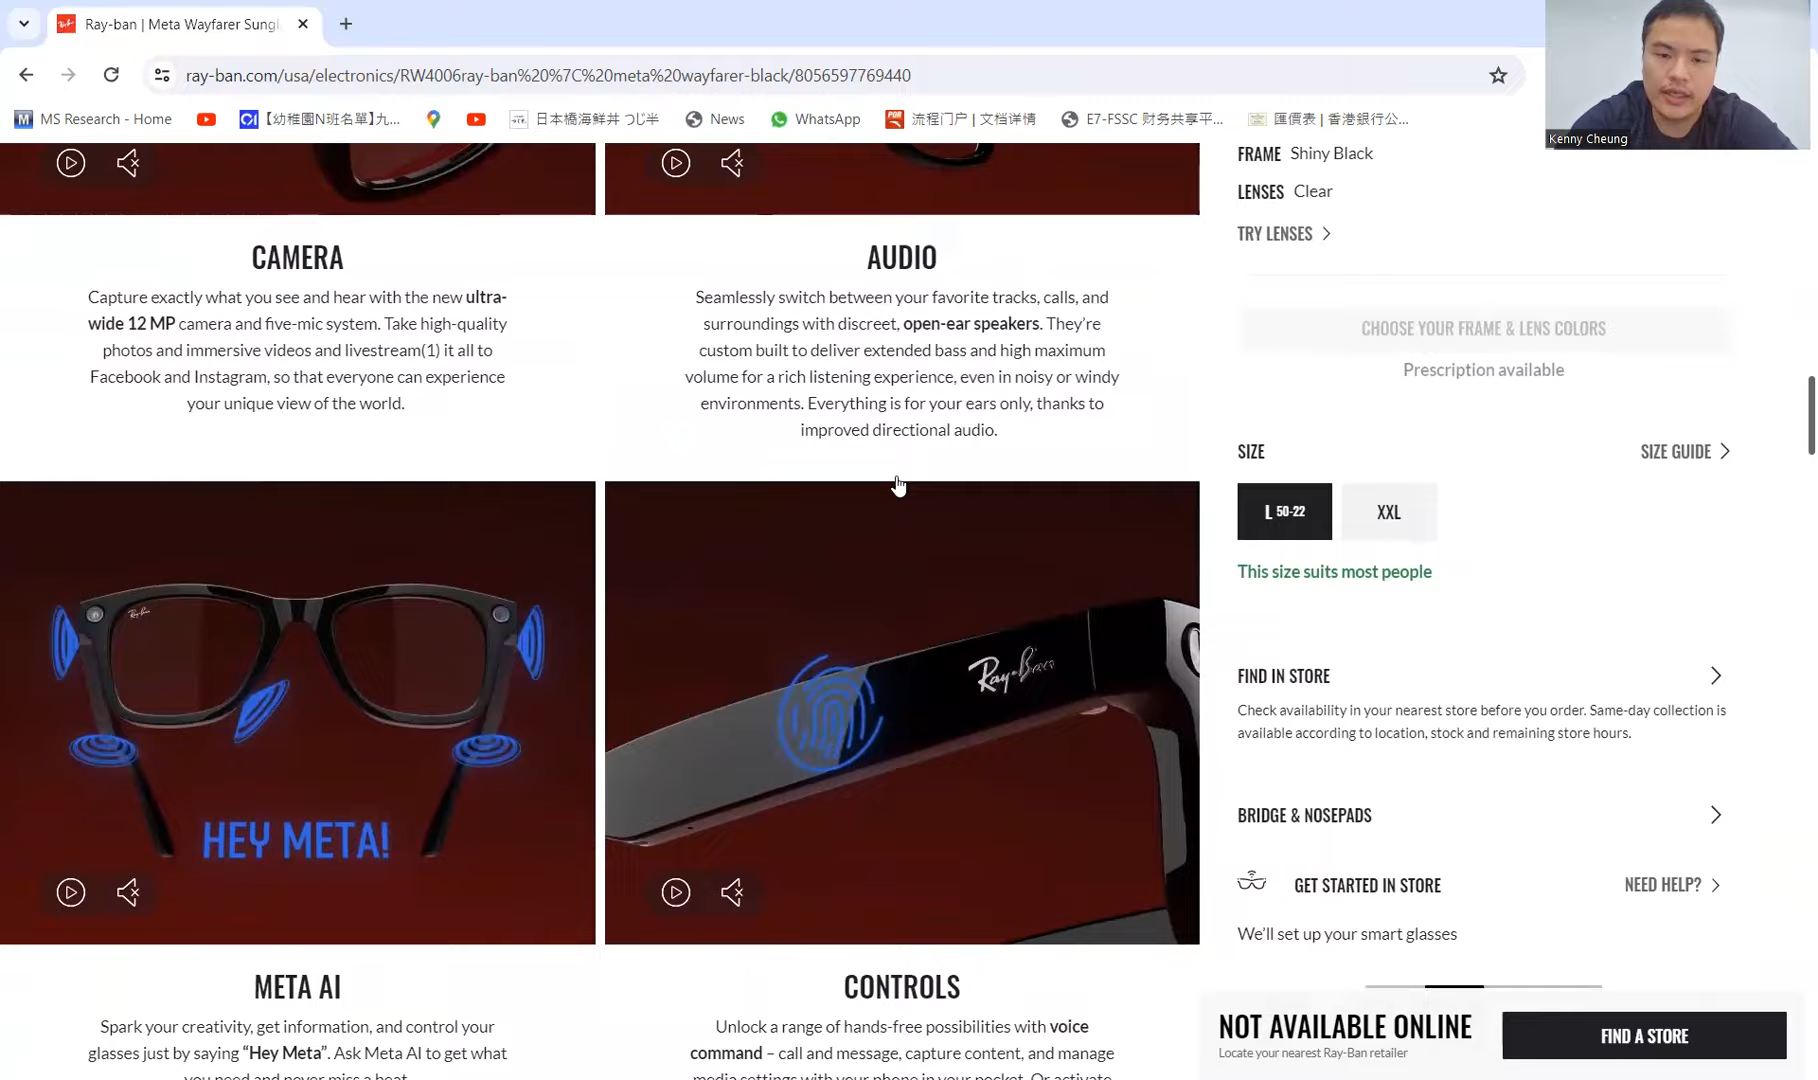 Ray-ban | Meta Wayfarer Sungl
ray-ban.com/usa/electronics/RW4006ray-ban%20%7C%20meta%20wayfarer-black/8056597769440
MS Research - Home
【幼稚園N班名單】九...
日本橋海鮮丼 つじ半
News
WhatsApp
流程门户 | 文档详情
E7-FSSC 财务共享平...
匯價表 | 香港銀行公...
Kenny Cheung
CAMERA
Capture exactly what you see and hear with the new ultra-
wide 12 MP camera and five-mic system. Take high-quality
photos and immersive videos and livestream(1) it all to
Facebook and Instagram, so that everyone can experience
your unique view of the world.
AUDIO
Seamlessly switch between your favorite tracks, calls, and
surroundings with discreet, open-ear speakers. They’re
custom built to deliver extended bass and high maximum
volume for a rich listening experience, even in noisy or windy
environments. Everything is for your ears only, thanks to
improved directional audio.
Ray-Ban
HEY META!
Ray-Ban
META AI
Spark your creativity, get information, and control your
glasses just by saying “Hey Meta”. Ask Meta AI to get what
you need and never miss a beat.
CONTROLS
Unlock a range of hands-free possibilities with voice
command – call and message, capture content, and manage
media settings with your phone in your pocket. Or activate
FRAME Shiny Black
LENSES Clear
TRY LENSES
CHOOSE YOUR FRAME & LENS COLORS
Prescription available
SIZE
SIZE GUIDE
L 50-22
XXL
This size suits most people
FIND IN STORE
Check availability in your nearest store before you order. Same-day collection is
available according to location, stock and remaining store hours.
BRIDGE & NOSEPADS
GET STARTED IN STORE
NEED HELP?
We’ll set up your smart glasses
NOT AVAILABLE ONLINE
Locate your nearest Ray-Ban retailer
FIND A STORE